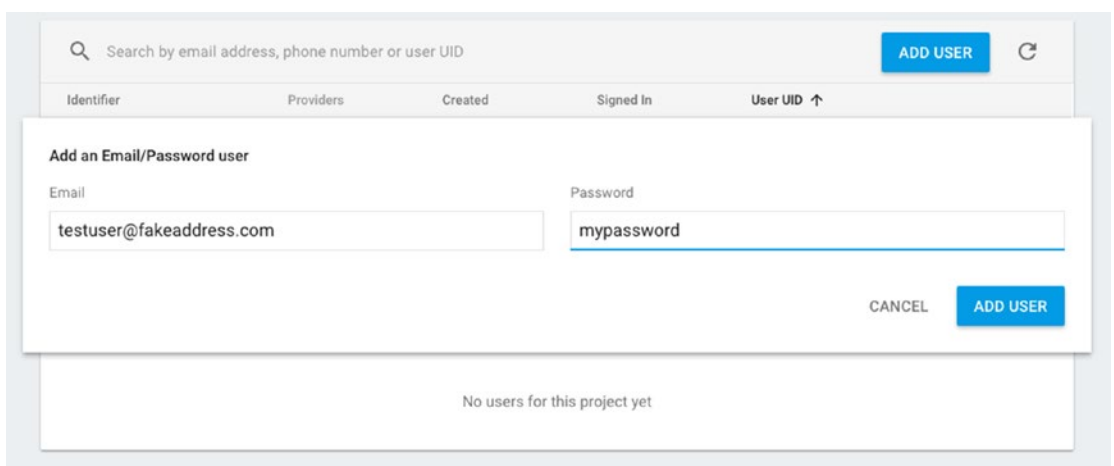 Search by email address, phone number or user UID ADD USER
Identifier Providers Created Signed In User UID ↑
Add an Email/Password user
Email Password
testuser@fakeaddress.com mypassword
CANCEL ADD USER
No users for this project yet